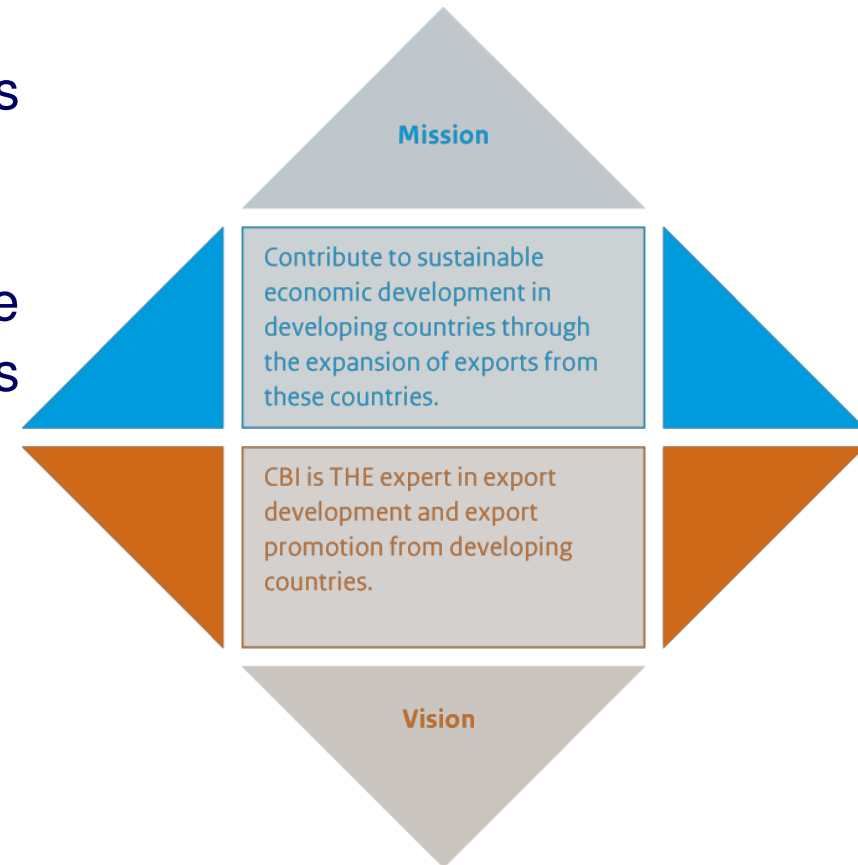 s
Mission
Contribute to sustainable
economic development in
developing countries through
the expansion of exports from
these countries.
e
s
CBI is THE expert in export
development and export
promotion from developing
countries.
Vision